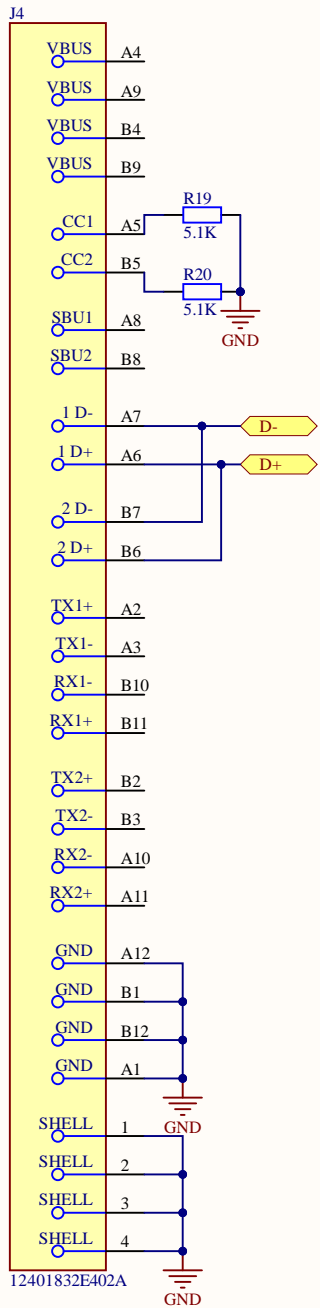 J4
VBUS A4
VBUS A9
VBUS B4
VBUS B9
R19
CC1 A5
5.1K
CC2 B5
R20
5.1K
GND
SBU1 A8
SBU2 B8
1 D- A7 D-
1 D+ A6 D+
2 D- B7
2 D+ B6
TX1+ A2
TX1- A3
RX1- B10
RX1+ B11
TX2+ B2
TX2- B3
RX2- A10
RX2+ A11
GND A12
GND B1
GND B12
GND A1
GND
SHELL 1
SHELL 2
SHELL 3
SHELL 4
12401832E402A
GND